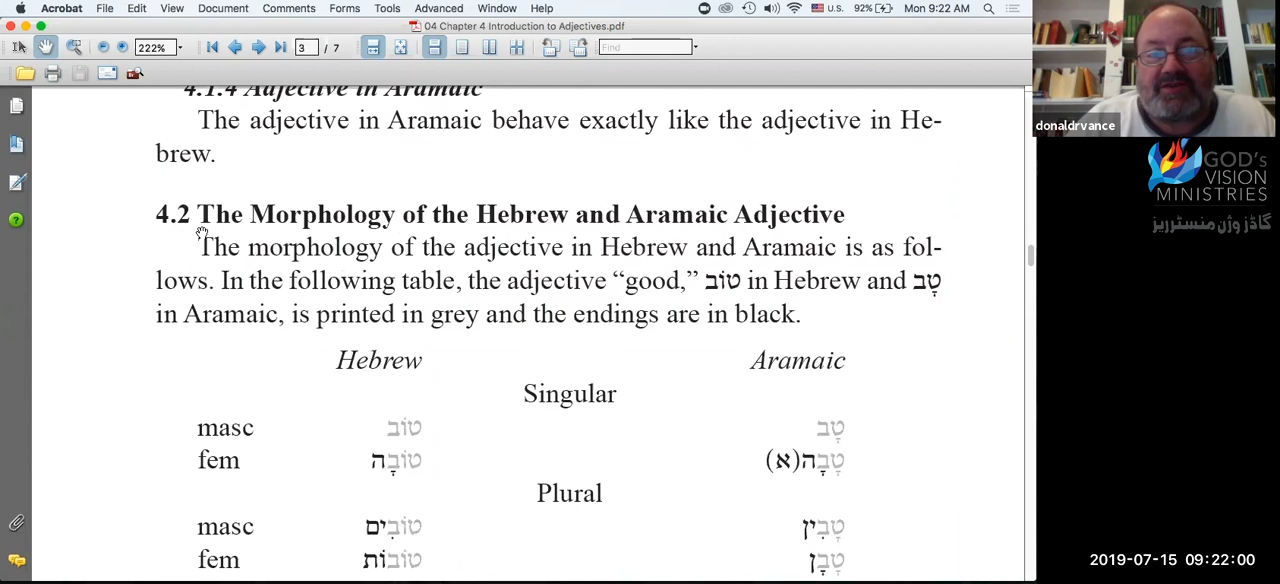 Acrobat File Edit View Document Comments Forms Tools Advanced Window Help U.S. 92% Mon 9:22 AM
04 Chapter 4 Introduction to Adjectives.pdf
222% 3 / 7 Find
4.1.4 Adjective in Aramaic
The adjective in Aramaic behave exactly like the adjective in He-
brew.
4.2 The Morphology of the Hebrew and Aramaic Adjective
The morphology of the adjective in Hebrew and Aramaic is as fol-
lows. In the following table, the adjective “good,” טוֹב in Hebrew and טָב
in Aramaic, is printed in grey and the endings are in black.
Hebrew Aramaic
Singular
masc טוֹב טָב
fem טוֹבָה טָבָה(א)
Plural
masc טוֹבִים טָבִין
fem טוֹבוֹת טָבָן
donaldrvance
GOD's
VISION
MINISTRIES
گاڈز وژن منسٹریز
2019-07-15 09:22:00